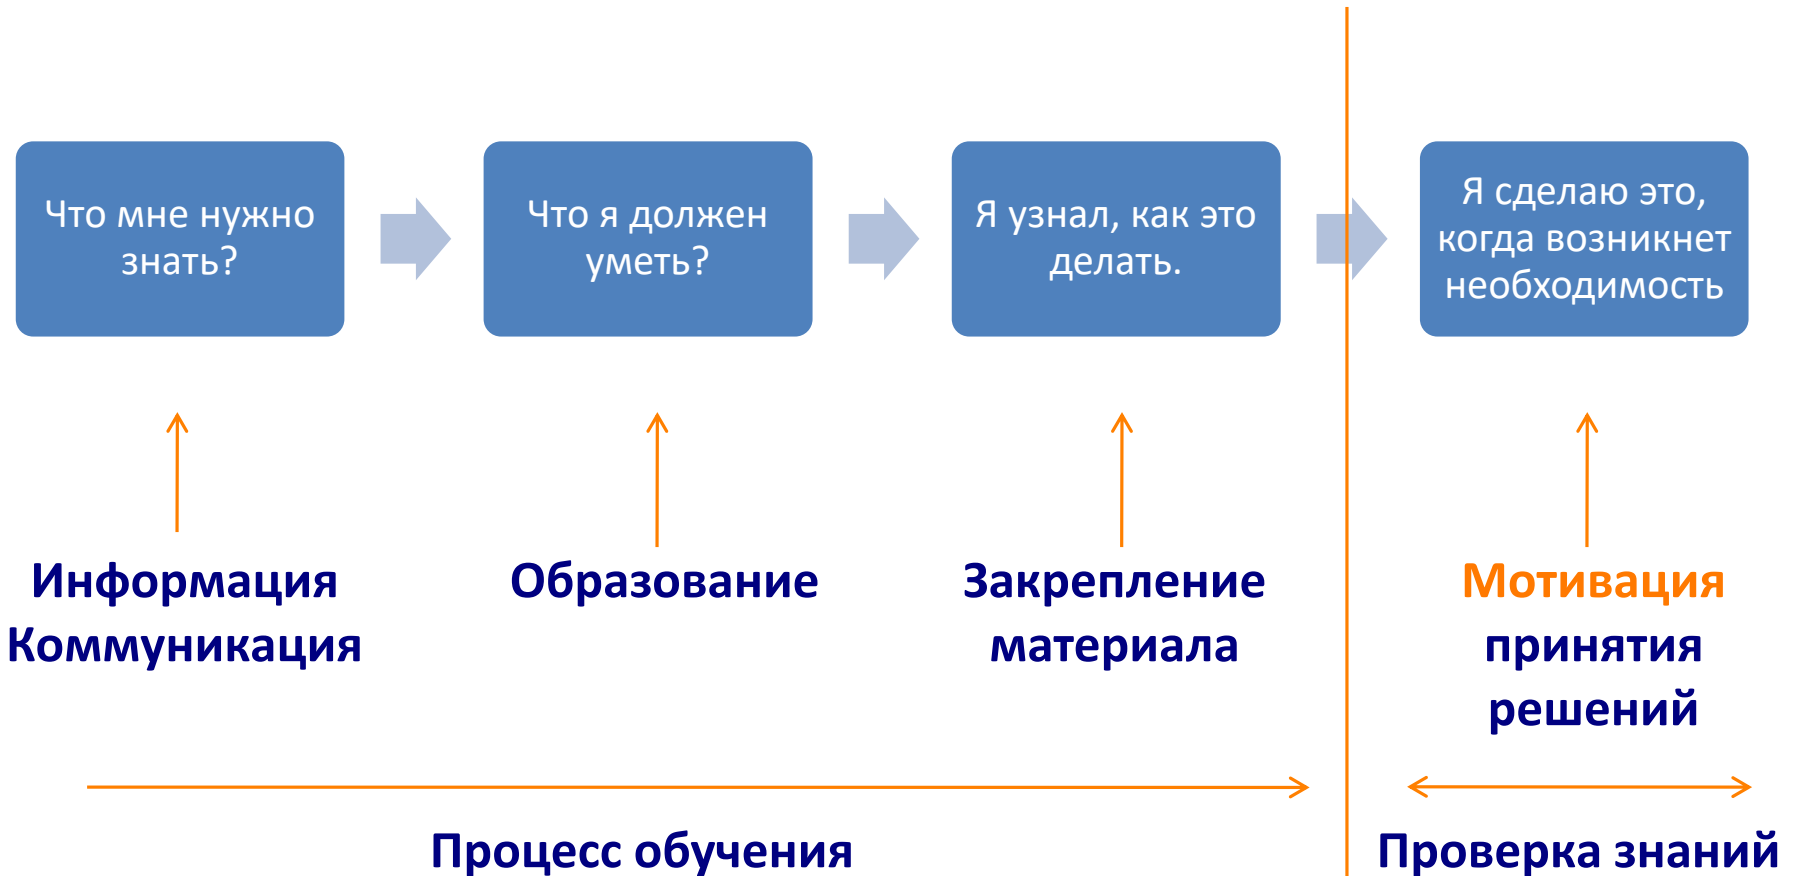 Что мне нужно
знать?
Что я должен
уметь?
Я узнал, как это
делать.
Я сделаю это,
когда возникнет
необходимость
Информация
Коммуникация
Образование
Закрепление
материала
Мотивация
принятия
решений
Процесс обучения
Проверка знаний